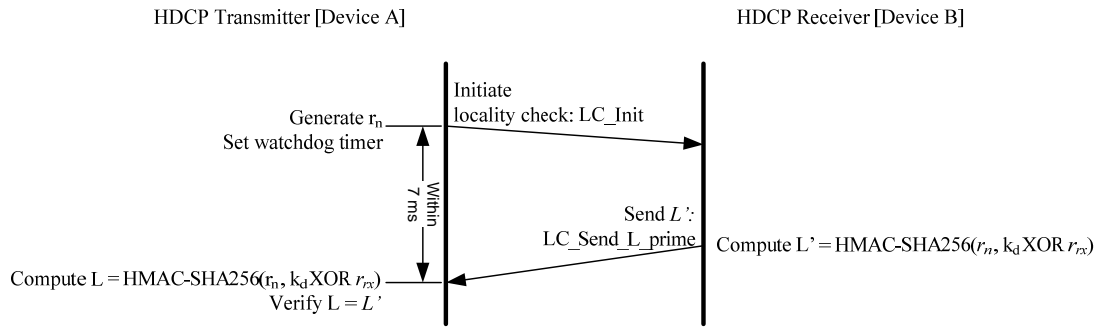 HDCP Transmitter [Device A]
HDCP Receiver [Device B]
Initiate
locality check: LC_Init
Generate rn
Set watchdog timer
Within
7 ms
Send L’:
LC_Send_L_prime
Compute L’ = HMAC-SHA256(rn, kd XOR rrx)
Compute L = HMAC-SHA256(rn, kd XOR rrx)
Verify L = L’